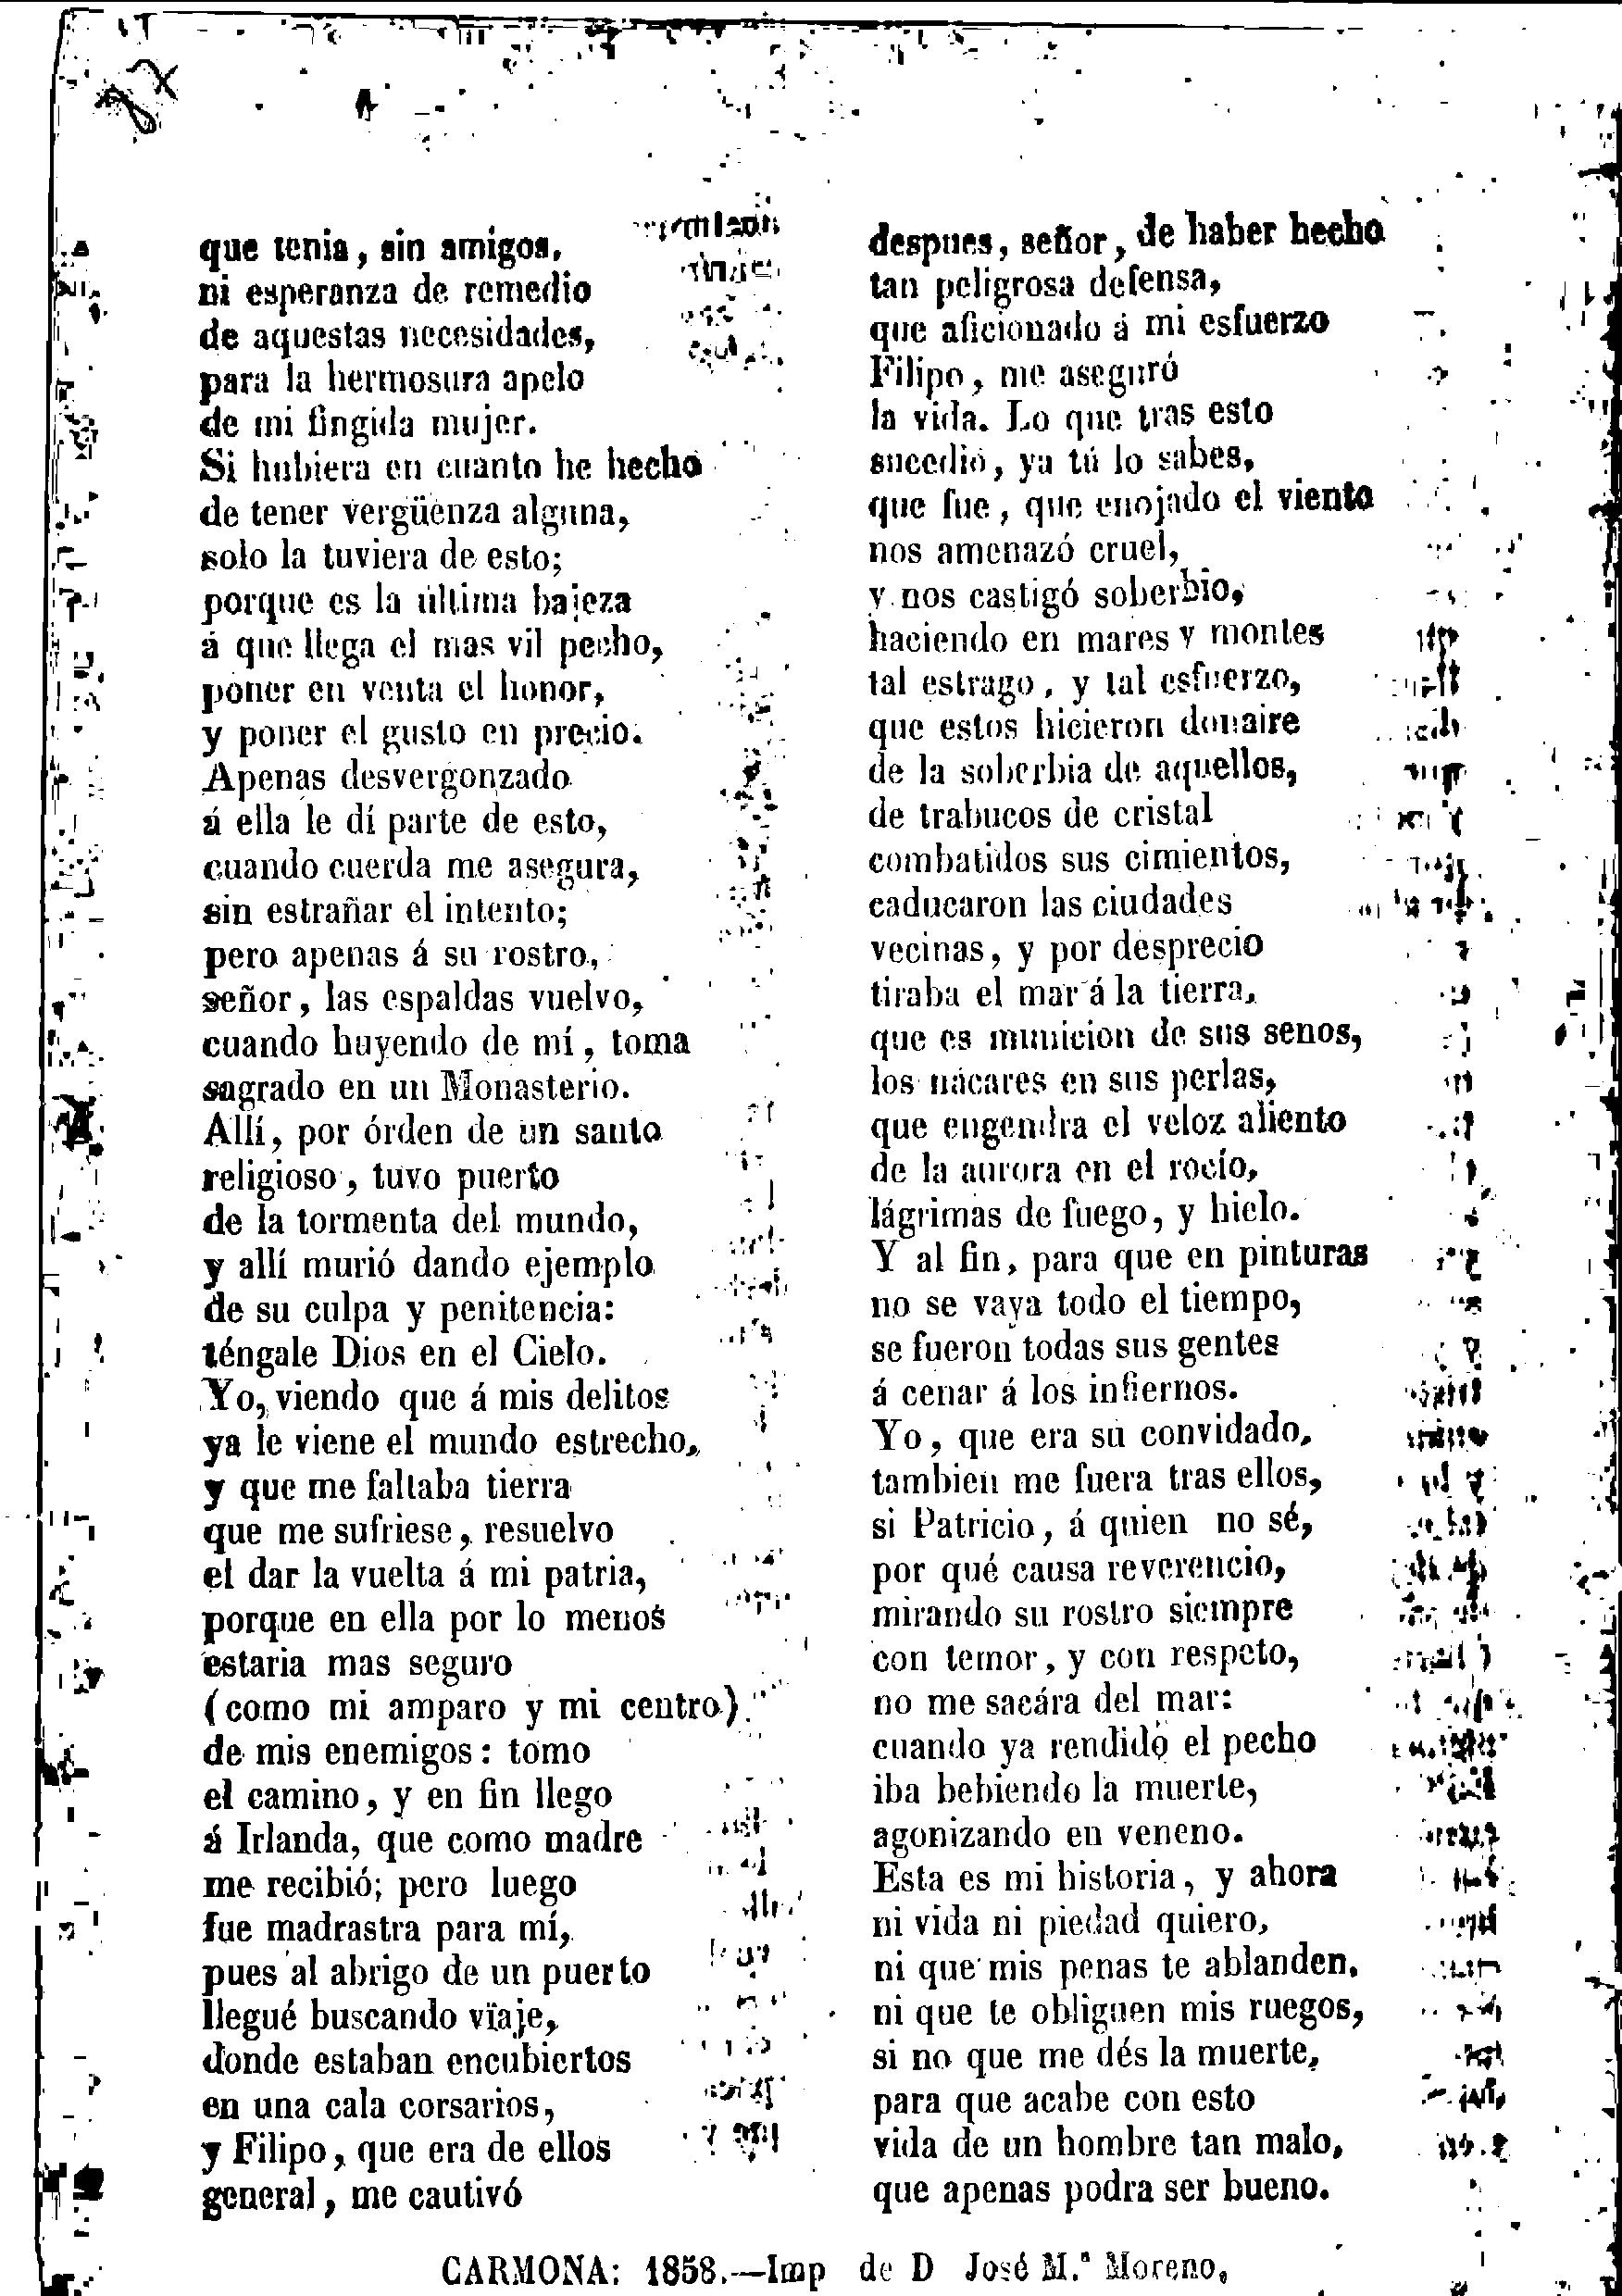 que tenia, sin amigos,
ni esperanza de remedio
de aquestas necesidades,
para la hermosura apelo
de mi fingida mujer.
Si hubiera en cuanto he hecho
de tener vergüenza alguna,
solo la tuviera de esto;
porque es la última bajeza
á que llega el mas vil pecho,
poner en venta el honor,
y poner el gusto en precio.
Apenas desvergonzado
á ella le dí parte de esto,
cuando cuerda me asegura,
sin estrañar el intento;
pero apenas á su rostro,
señor, las espaldas vuelvo,
cuando huyendo de mí, toma
sagrado en un Monasterio.
Allí, por órden de un santo
religioso, tuvo puerto
de la tormenta del mundo,
y allí murió dando ejemplo
de su culpa y penitencia:
téngale Dios en el Cielo.
Yo, viendo que á mis delitos
ya le viene el mundo estrecho,
y que me faltaba tierra
que me sufriese, resuelvo
el dar la vuelta á mi patria,
porque en ella por lo menos
estaria mas seguro
(como mi amparo y mi centro)
de mis enemigos: tomo
el camino, y en fin llego
á Irlanda, que como madre
me recibió; pero luego
fue madrastra para mí,
pues al abrigo de un puerto
llegué buscando vïaje,
donde estaban encubiertos
en una cala corsarios,
y Filipo, que era de ellos
general, me cautivó
despues, señor, de haber hecho
tan peligrosa defensa,
que aficionado á mi esfuerzo
Filipo, me aseguró
la vida. Lo que tras esto
sucedió, ya tú lo sabes,
que fue, que enojado el viento
nos amenazó cruel,
y nos castigó soberbio,
haciendo en mares y montes
tal estrago, y tal esfuerzo,
que estos hicieron donaire
de la soberbia de aquellos,
de trabucos de cristal
combatidos sus cimientos,
caducaron las ciudades
vecinas, y por desprecio
tiraba el mar á la tierra,
que es municion de sus senos,
los nácares en sus perlas,
que engendra el veloz aliento
de la aurora en el rocío,
lágrimas de fuego, y hielo.
Y al fin, para que en pinturas
no se vaya todo el tiempo,
se fueron todas sus gentes
á cenar á los infiernos.
Yo, que era su convidado,
tambien me fuera tras ellos,
si Patricio, á quien no sé,
por qué causa reverencio,
mirando su rostro siempre
con temor, y con respeto,
no me sacára del mar:
cuando ya rendido el pecho
iba bebiendo la muerte,
agonizando en veneno.
Esta es mi historia, y ahora
ni vida ni piedad quiero,
ni que mis penas te ablanden,
ni que te obliguen mis ruegos,
si no que me dés la muerte,
para que acabe con esto
vida de un hombre tan malo,
que apenas podra ser bueno.
CARMONA: 1858.—Imp de D José M.ª Moreno,